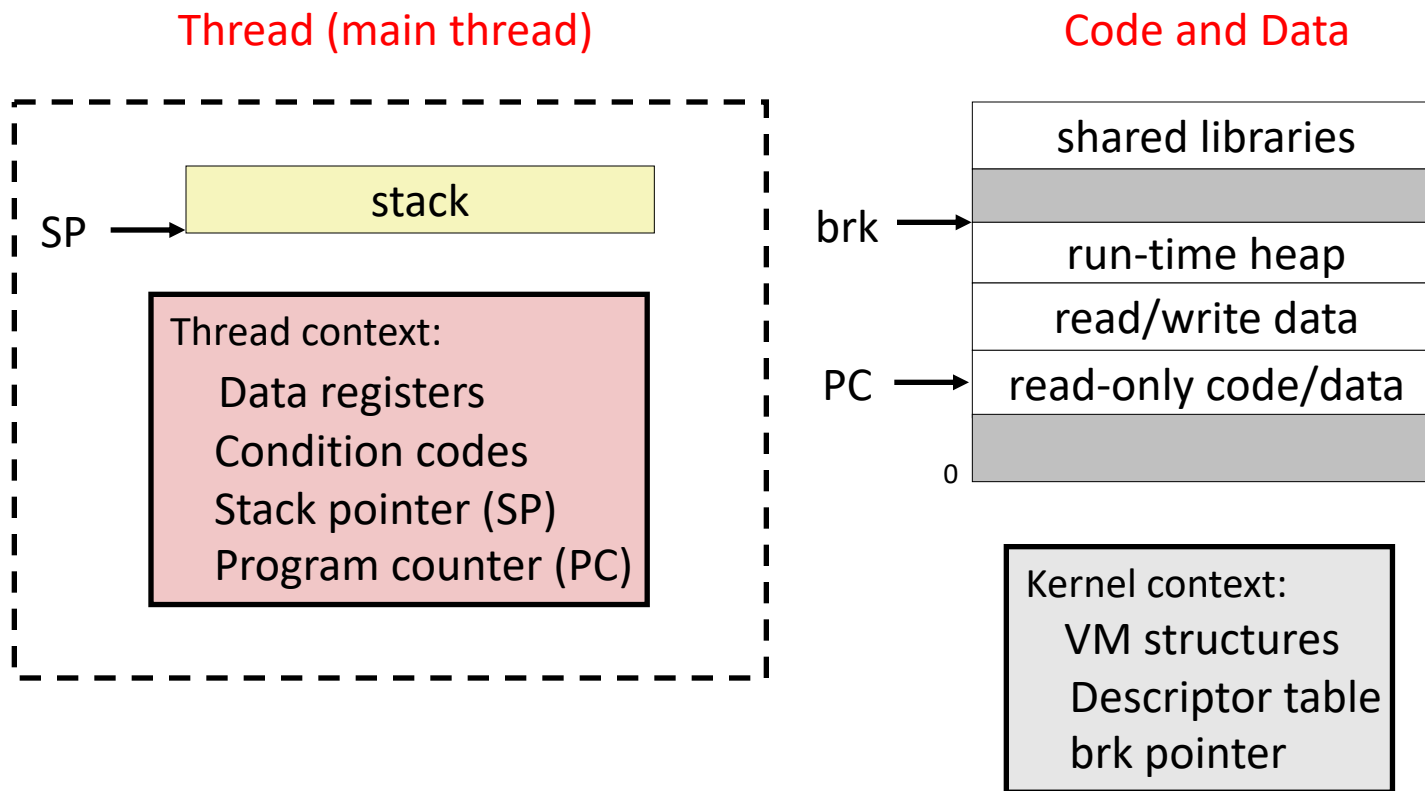 Thread (main thread)
stack
SP
Thread context:
Data registers
Condition codes
Stack pointer (SP)
Program counter (PC)
Code and Data
shared libraries
brk
run-time heap
read/write data
PC
read-only code/data
0
Kernel context:
VM structures
Descriptor table
brk pointer